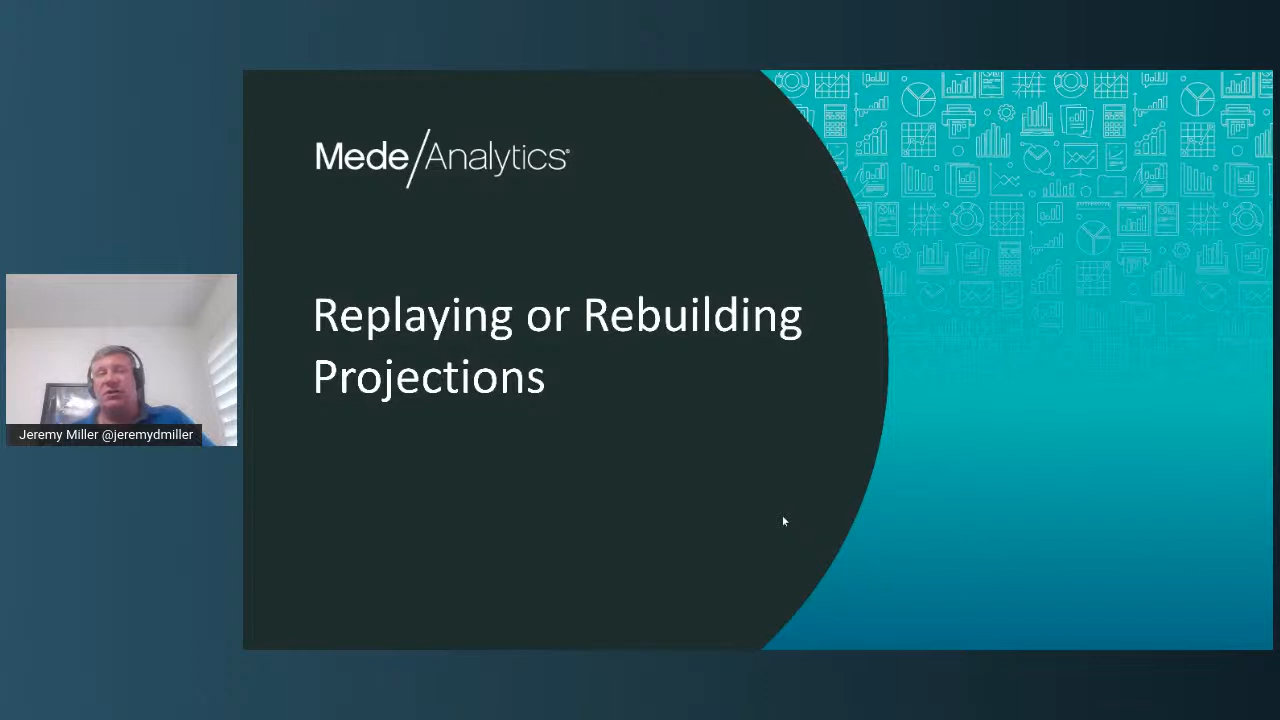 Mede/Analytics®
Replaying or Rebuilding
Projections
Jeremy Miller @jeremydmiller